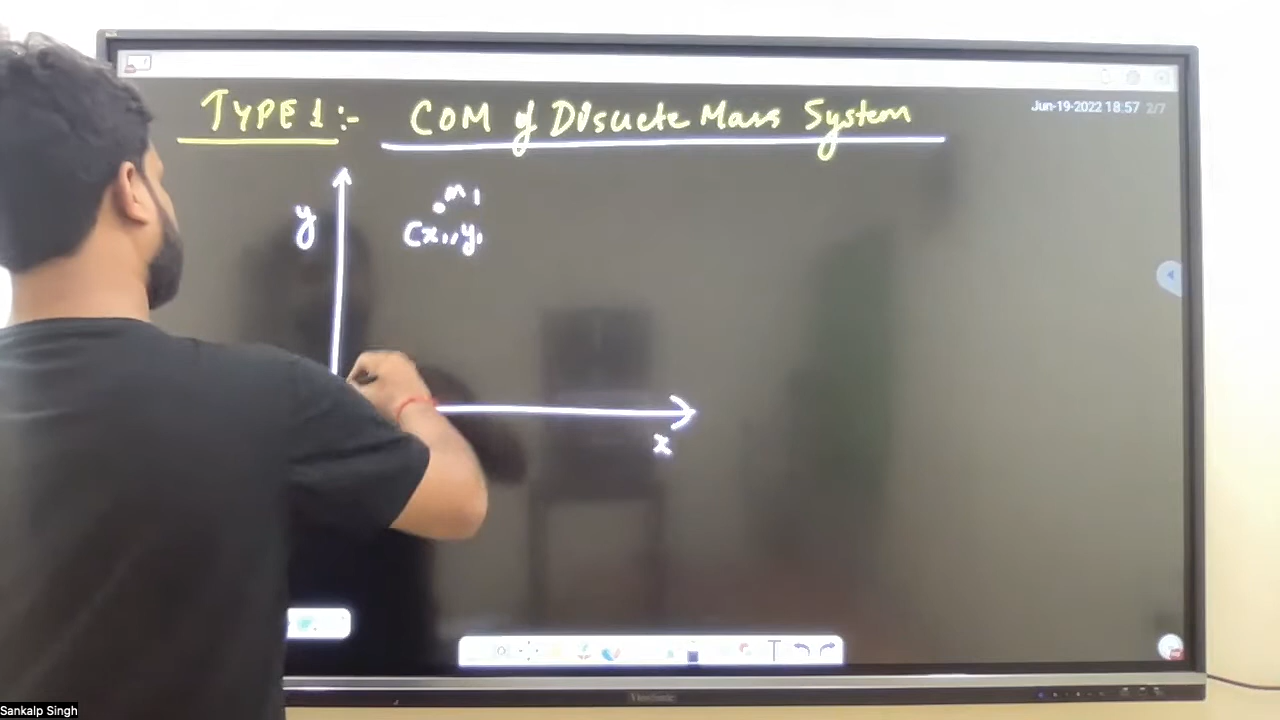 TYPE 1 :- COM of Discrete Mass System
Jun-19-2022 18:57 2/7
y
m1
(x1, y1
x
ViewSonic
Sankalp Singh